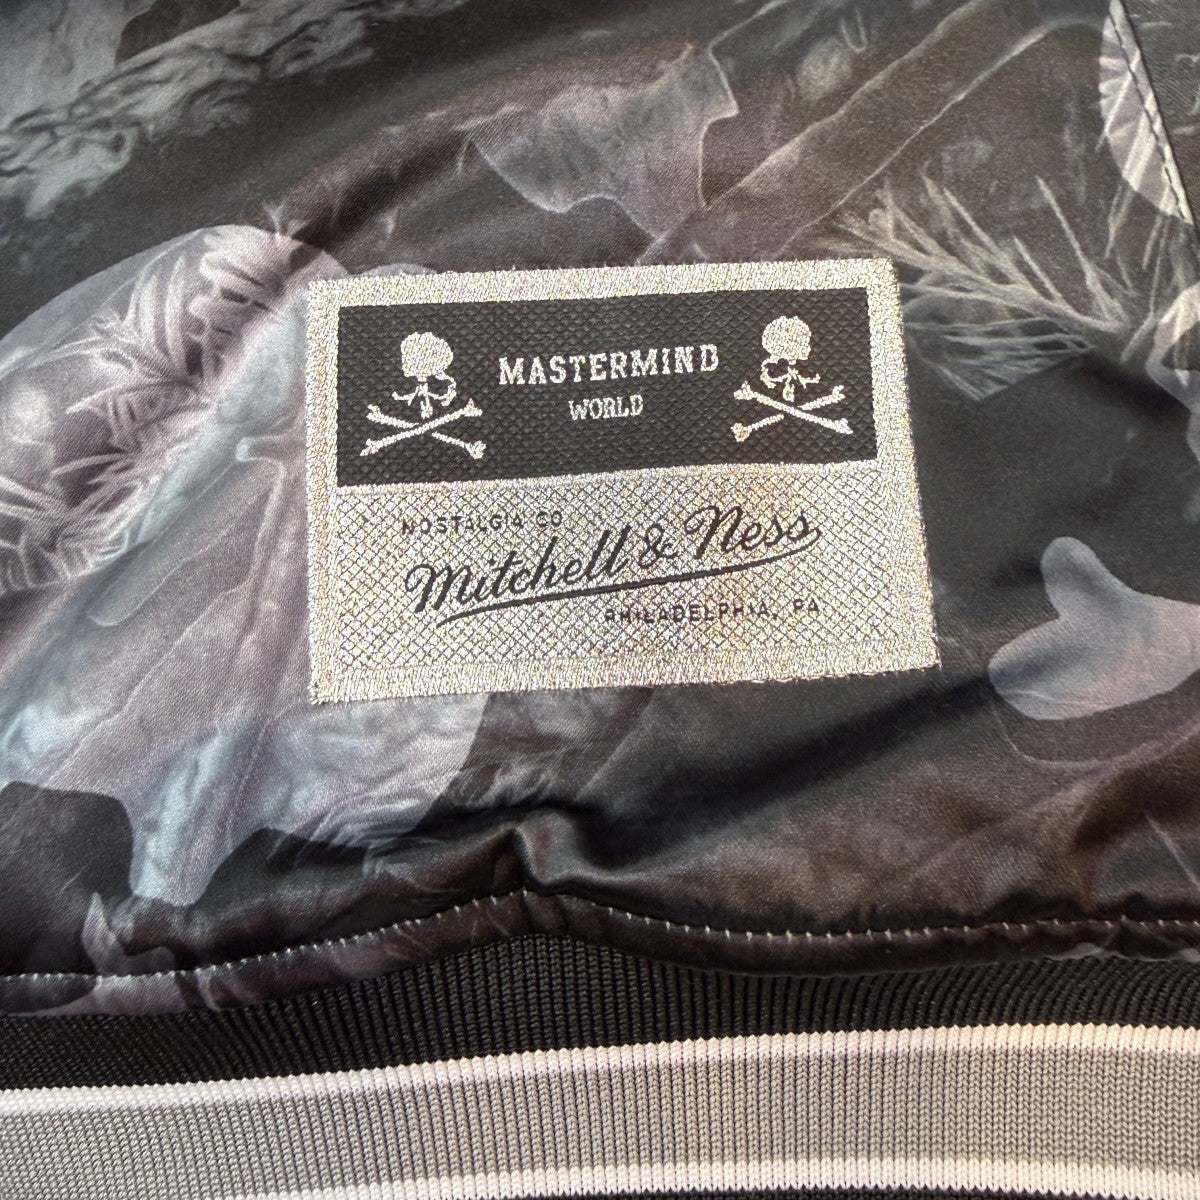 MASTERMIND
WORLD
NOSTALGIA CO
Mitchell & Ness
PHILADELPHIA, PA